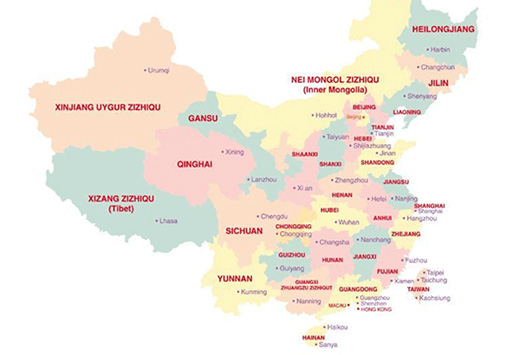 HEILONGJIANG
Harbin
Changchun
JILIN
Urumqi
NEI MONGOL ZIZHIQU
(Inner Mongolia)
Shenyang
XINJIANG UYGUR ZIZHIQU
BEIJING
Beijing
LIAONING
GANSU
Hohhot
TIANJIN
Tianjin
Taiyuan
HEBEI
Shijiazhuang
Xining
SHAANXI
Jinan
QINGHAI
SHANXI
SHANDONG
Lanzhou
Zhengzhou
JIANGSU
Xi an
XIZANG ZIZHIQU
(Tibet)
HENAN
Hefei
Nanjing
SHANGHAI
Shanghai
HUBEI
Lhasa
Chengdu
ANHUI
Hangzhou
CHONGQING
Chongqing
Wuhan
SICHUAN
ZHEJIANG
Changsha
Nanchang
GUIZHOU
JIANGXI
HUNAN
Fuzhou
Guiyang
FUJIAN
Taipei
YUNNAN
GUANGXI
ZHUANGZU ZIZHIQUT
Xamen
Taichung
GUANGDONG
TAIWAN
Kunming
Nanning
Guangzhou
Kaohsiung
Shenzhen
MACAU
HONG KONG
Haikou
HAINAN
Sanya